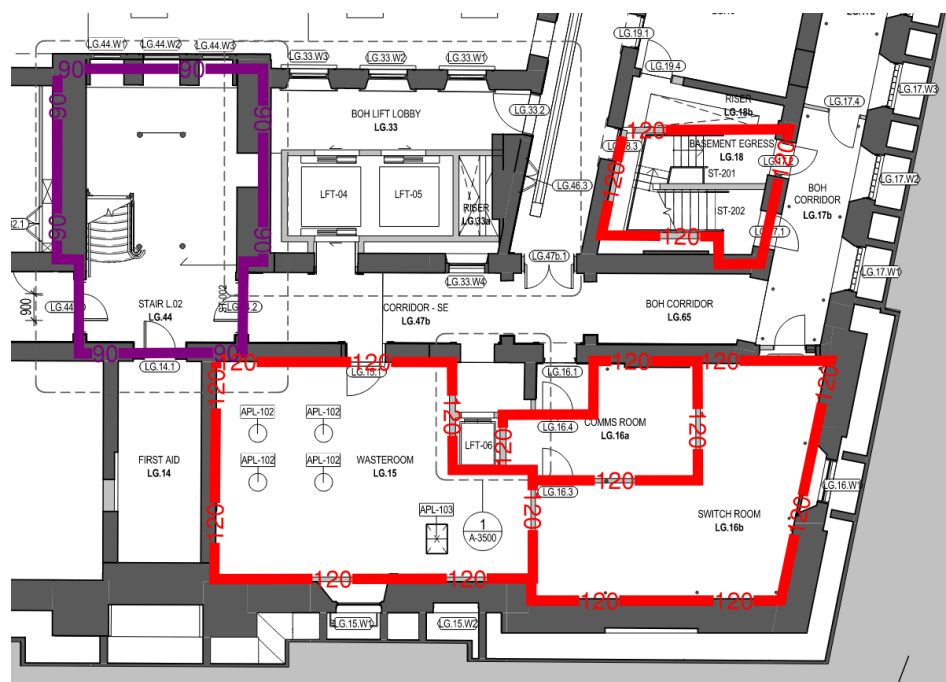 LG.44.W1
LG.44.W2
LG.44.W3
LG.33.W3
LG.33.W2
LG.33.W1
LG.19.1
LG.19.4
LG.17.W3
90
90
90
90
90
90
90
90
BOH LIFT LOBBY
LG.33
LG.33.2
RISER
LG.18b
LG.17.4
120
120
BASEMENT EGRESS
LG.18
120
120
120
ST-201
ST-202
LFT-04
LFT-05
RISER
LG.33a
LG.46.3
BOH
CORRIDOR
LG.17b
LG.17.W2
LG.17.1
LG.47b.1
LG.33.W4
LG.17.W1
900
STAIR L.02
LG.44
CORRIDOR - SE
LG.47b
BOH CORRIDOR
LG.65
LG.14.1
LG.16.1
120
120
120
120
120
120
120
120
120
120
APL-102
APL-102
APL-102
APL-102
COMMS ROOM
LG.16a
LG.16.4
LFT-06
FIRST AID
LG.14
WASTEROOM
LG.15
LG.16.3
LG.16.W1
120
120
120
120
APL-103
1
A-3500
SWITCH ROOM
LG.16b
120
120
120
120
LG.15.W1
LG.15.W2